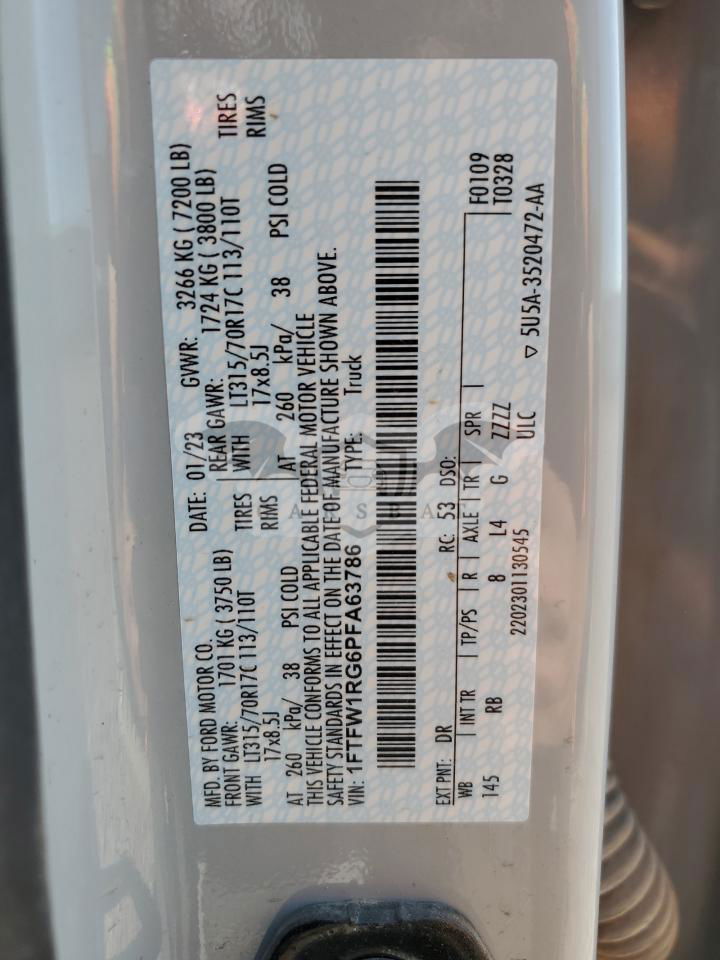 MFD. BY FORD MOTOR CO.
DATE: 01/23 GVWR: 3266 KG ( 7200 LB)
FRONT GAWR: 1701 KG ( 3750 LB)
REAR GAWR: 1724 KG ( 3800 LB)
WITH LT315/70R17C 113/110T TIRES
WITH LT315/70R17C 113/110T TIRES
17x8.5J RIMS
17x8.5J RIMS
AT 260 kPa/ 38 PSI COLD
AT 260 kPa/ 38 PSI COLD
THIS VEHICLE CONFORMS TO ALL APPLICABLE FEDERAL MOTOR VEHICLE
SAFETY STANDARDS IN EFFECT ON THE DATE OF MANUFACTURE SHOWN ABOVE.
VIN: 1FTFW1RG6PFA63786 TYPE: Truck
EXT PNT: DR RC: 53 DSO:
WB INT TR TP/PS R AXLE TR SPR F0109
145 RB 8 L4 G ZZZZ T0328
2202301130545 ULC
▽ 5U5A-3520472-AA